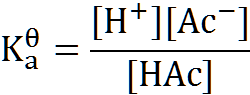 K_a^θ = [H⁺][Ac⁻] / [HAc]